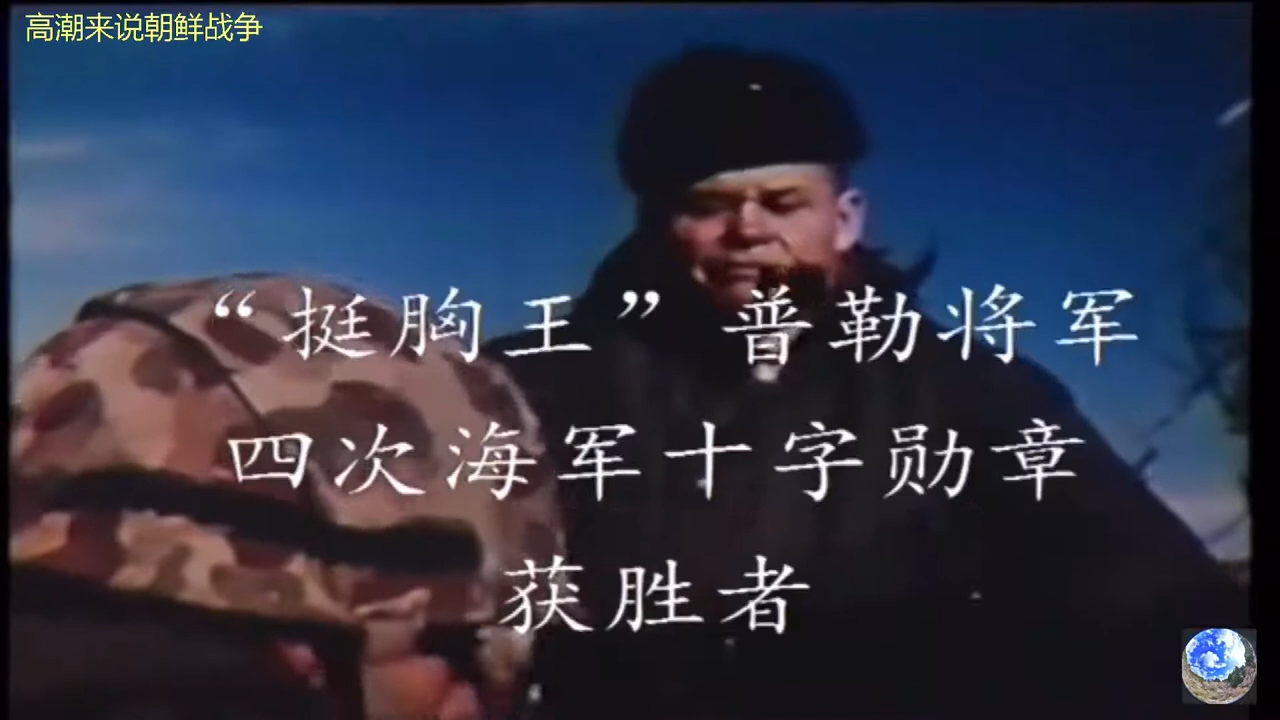 高潮来说朝鲜战争
“挺胸王”普勒将军
四次海军十字勋章
获胜者